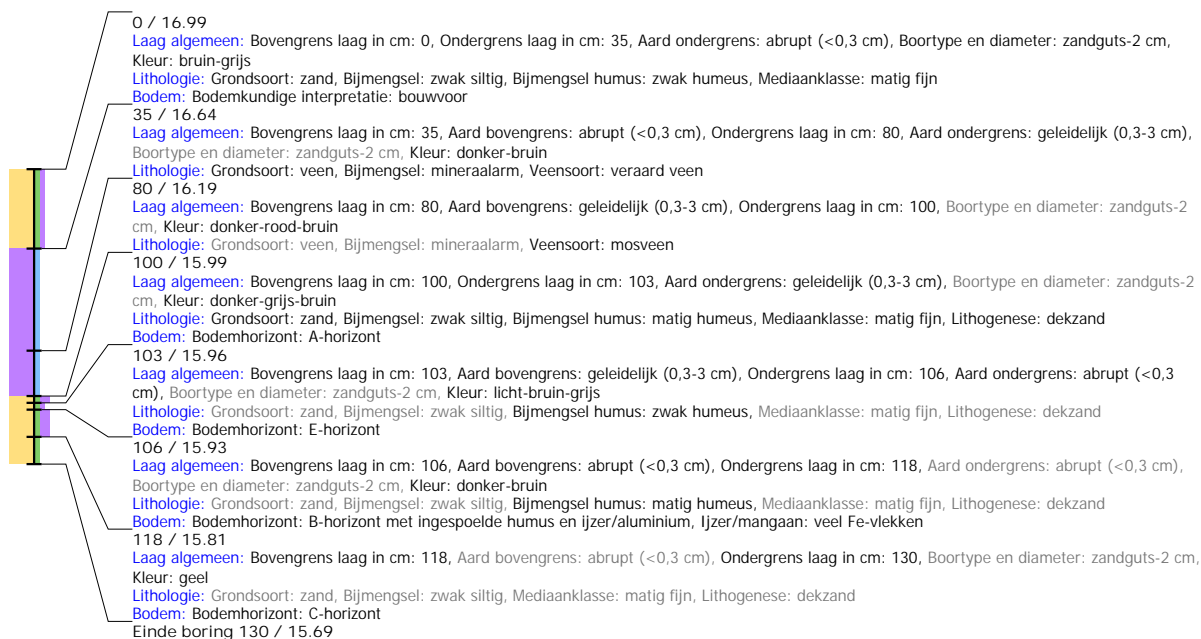 0 / 16.99
Laag algemeen: Bovengrens laag in cm: 0, Ondergrens laag in cm: 35, Aard ondergrens: abrupt (<0,3 cm), Boortype en diameter: zandguts-2 cm,
Kleur: bruin-grijs
Lithologie: Grondsoort: zand, Bijmengsel: zwak siltig, Bijmengsel humus: zwak humeus, Mediaanklasse: matig fijn
Bodem: Bodemkundige interpretatie: bouwvoor
35 / 16.64
Laag algemeen: Bovengrens laag in cm: 35, Aard bovengrens: abrupt (<0,3 cm), Ondergrens laag in cm: 80, Aard ondergrens: geleidelijk (0,3-3 cm),
Boortype en diameter: zandguts-2 cm, Kleur: donker-bruin
Lithologie: Grondsoort: veen, Bijmengsel: mineraalarm, Veensoort: veraard veen
80 / 16.19
Laag algemeen: Bovengrens laag in cm: 80, Aard bovengrens: geleidelijk (0,3-3 cm), Ondergrens laag in cm: 100, Boortype en diameter: zandguts-2
cm, Kleur: donker-rood-bruin
Lithologie: Grondsoort: veen, Bijmengsel: mineraalarm, Veensoort: mosveen
100 / 15.99
Laag algemeen: Bovengrens laag in cm: 100, Ondergrens laag in cm: 103, Aard ondergrens: geleidelijk (0,3-3 cm), Boortype en diameter: zandguts-2
cm, Kleur: donker-grijs-bruin
Lithologie: Grondsoort: zand, Bijmengsel: zwak siltig, Bijmengsel humus: matig humeus, Mediaanklasse: matig fijn, Lithogenese: dekzand
Bodem: Bodemhorizont: A-horizont
103 / 15.96
Laag algemeen: Bovengrens laag in cm: 103, Aard bovengrens: geleidelijk (0,3-3 cm), Ondergrens laag in cm: 106, Aard ondergrens: abrupt (<0,3
cm), Boortype en diameter: zandguts-2 cm, Kleur: licht-bruin-grijs
Lithologie: Grondsoort: zand, Bijmengsel: zwak siltig, Bijmengsel humus: zwak humeus, Mediaanklasse: matig fijn, Lithogenese: dekzand
Bodem: Bodemhorizont: E-horizont
106 / 15.93
Laag algemeen: Bovengrens laag in cm: 106, Aard bovengrens: abrupt (<0,3 cm), Ondergrens laag in cm: 118, Aard ondergrens: abrupt (<0,3 cm),
Boortype en diameter: zandguts-2 cm, Kleur: donker-bruin
Lithologie: Grondsoort: zand, Bijmengsel: zwak siltig, Bijmengsel humus: matig humeus, Mediaanklasse: matig fijn, Lithogenese: dekzand
Bodem: Bodemhorizont: B-horizont met ingespoelde humus en ijzer/aluminium, Ijzer/mangaan: veel Fe-vlekken
118 / 15.81
Laag algemeen: Bovengrens laag in cm: 118, Aard bovengrens: abrupt (<0,3 cm), Ondergrens laag in cm: 130, Boortype en diameter: zandguts-2 cm,
Kleur: geel
Lithologie: Grondsoort: zand, Bijmengsel: zwak siltig, Mediaanklasse: matig fijn, Lithogenese: dekzand
Bodem: Bodemhorizont: C-horizont
Einde boring 130 / 15.69